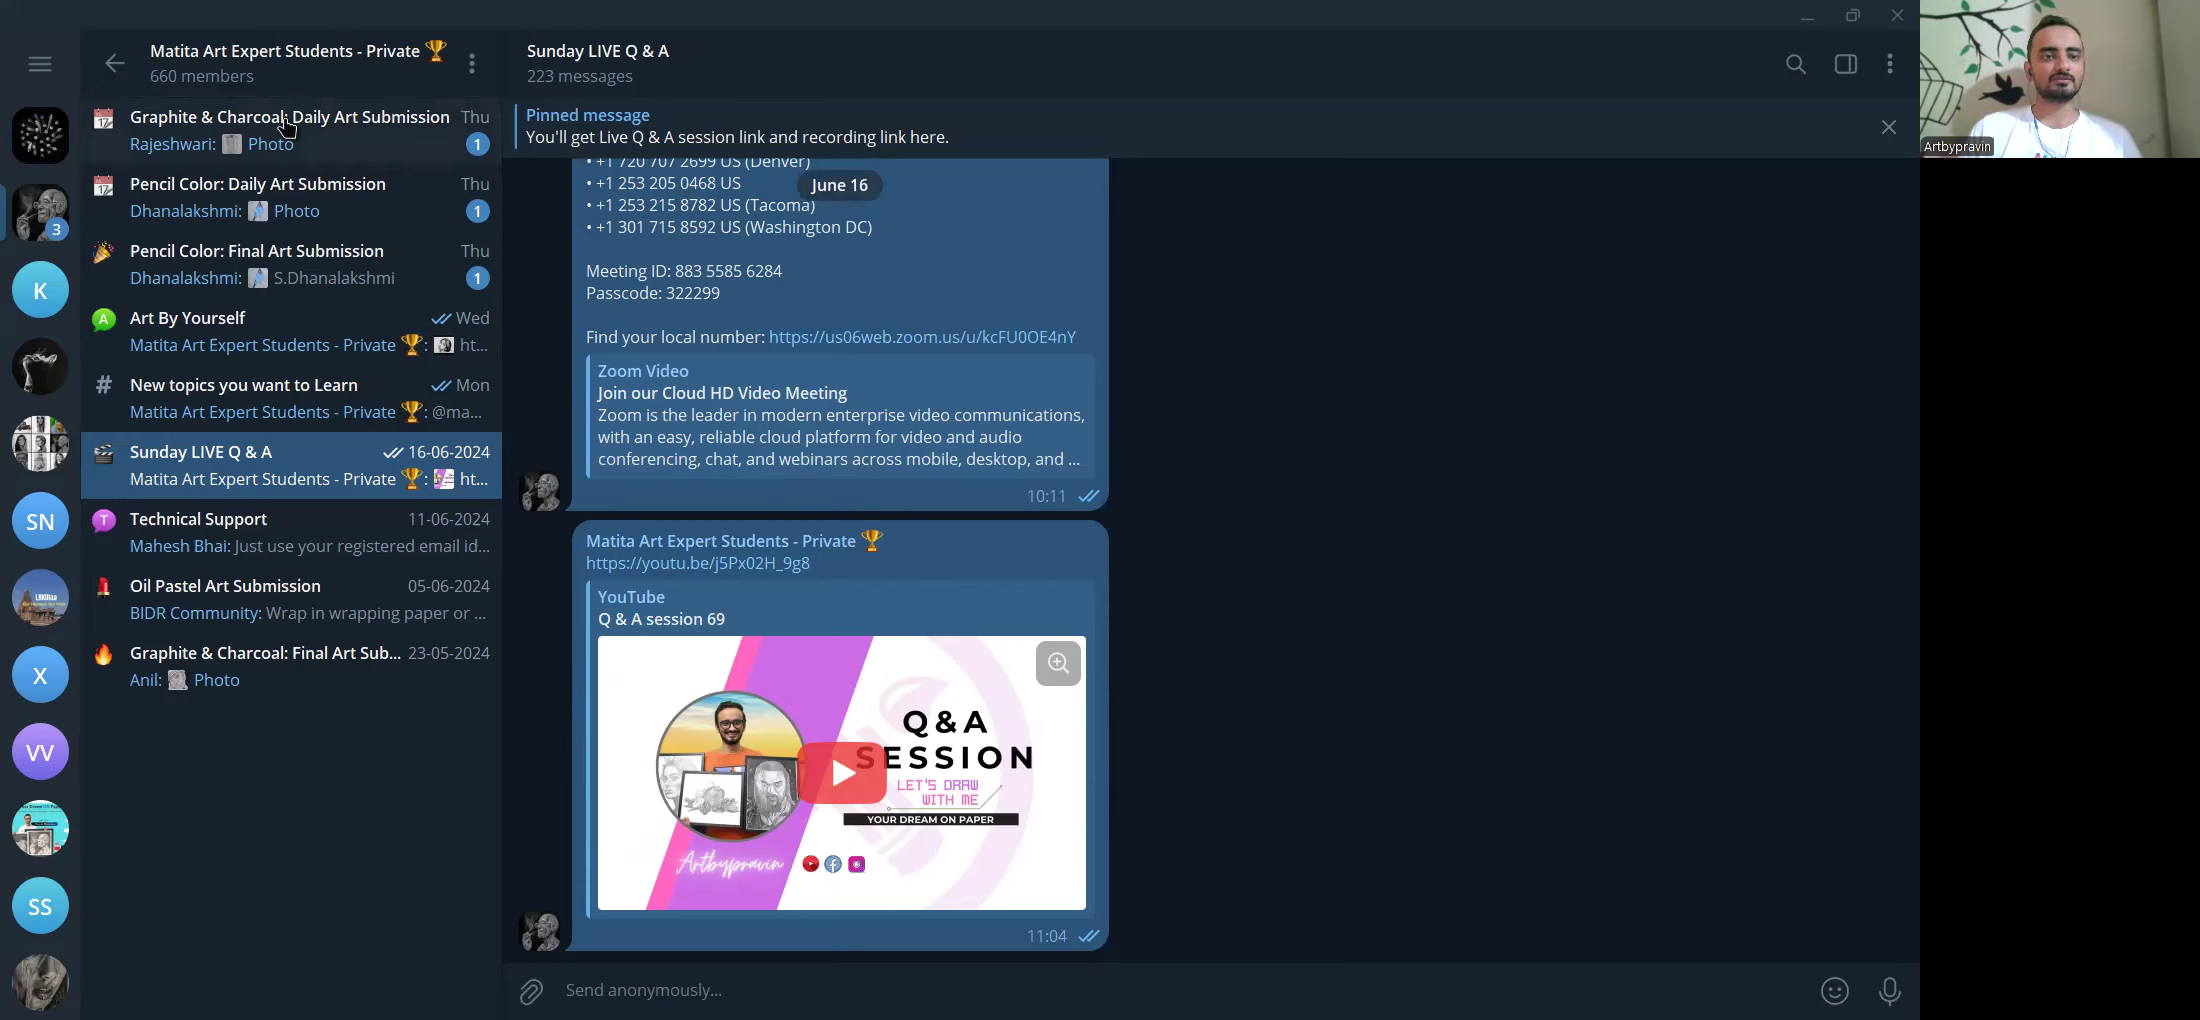 Matita Art Expert Students - Private 🏆
660 members
Graphite & Charcoal: Daily Art Submission Thu
Rajeshwari: Photo 1
Pencil Color: Daily Art Submission Thu
Dhanalakshmi: Photo 1
Pencil Color: Final Art Submission Thu
Dhanalakshmi: S.Dhanalakshmi 1
A Art By Yourself Wed
Matita Art Expert Students - Private 🏆: ht...
# New topics you want to Learn Mon
Matita Art Expert Students - Private 🏆: @ma...
Sunday LIVE Q & A 16-06-2024
Matita Art Expert Students - Private 🏆: ht...
T Technical Support 11-06-2024
Mahesh Bhai: Just use your registered email id...
Oil Pastel Art Submission 05-06-2024
BIDR Community: Wrap in wrapping paper or ...
Graphite & Charcoal: Final Art Sub... 23-05-2024
Anil: Photo
3
K
SN
X
VV
SS
Sunday LIVE Q & A
223 messages
Pinned message
You'll get Live Q & A session link and recording link here.
• +1 720 707 2699 US (Denver)
June 16
• +1 253 205 0468 US
• +1 253 215 8782 US (Tacoma)
• +1 301 715 8592 US (Washington DC)
Meeting ID: 883 5585 6284
Passcode: 322299
Find your local number: https://us06web.zoom.us/u/kcFU0OE4nY
Zoom Video
Join our Cloud HD Video Meeting
Zoom is the leader in modern enterprise video communications,
with an easy, reliable cloud platform for video and audio
conferencing, chat, and webinars across mobile, desktop, and ...
10:11
Matita Art Expert Students - Private 🏆
https://youtu.be/j5Px02H_9g8
YouTube
Q & A session 69
Q&A
SESSION
LET'S DRAW
WITH ME
YOUR DREAM ON PAPER
Artbypravin
11:04
Send anonymously...
Artbypravin